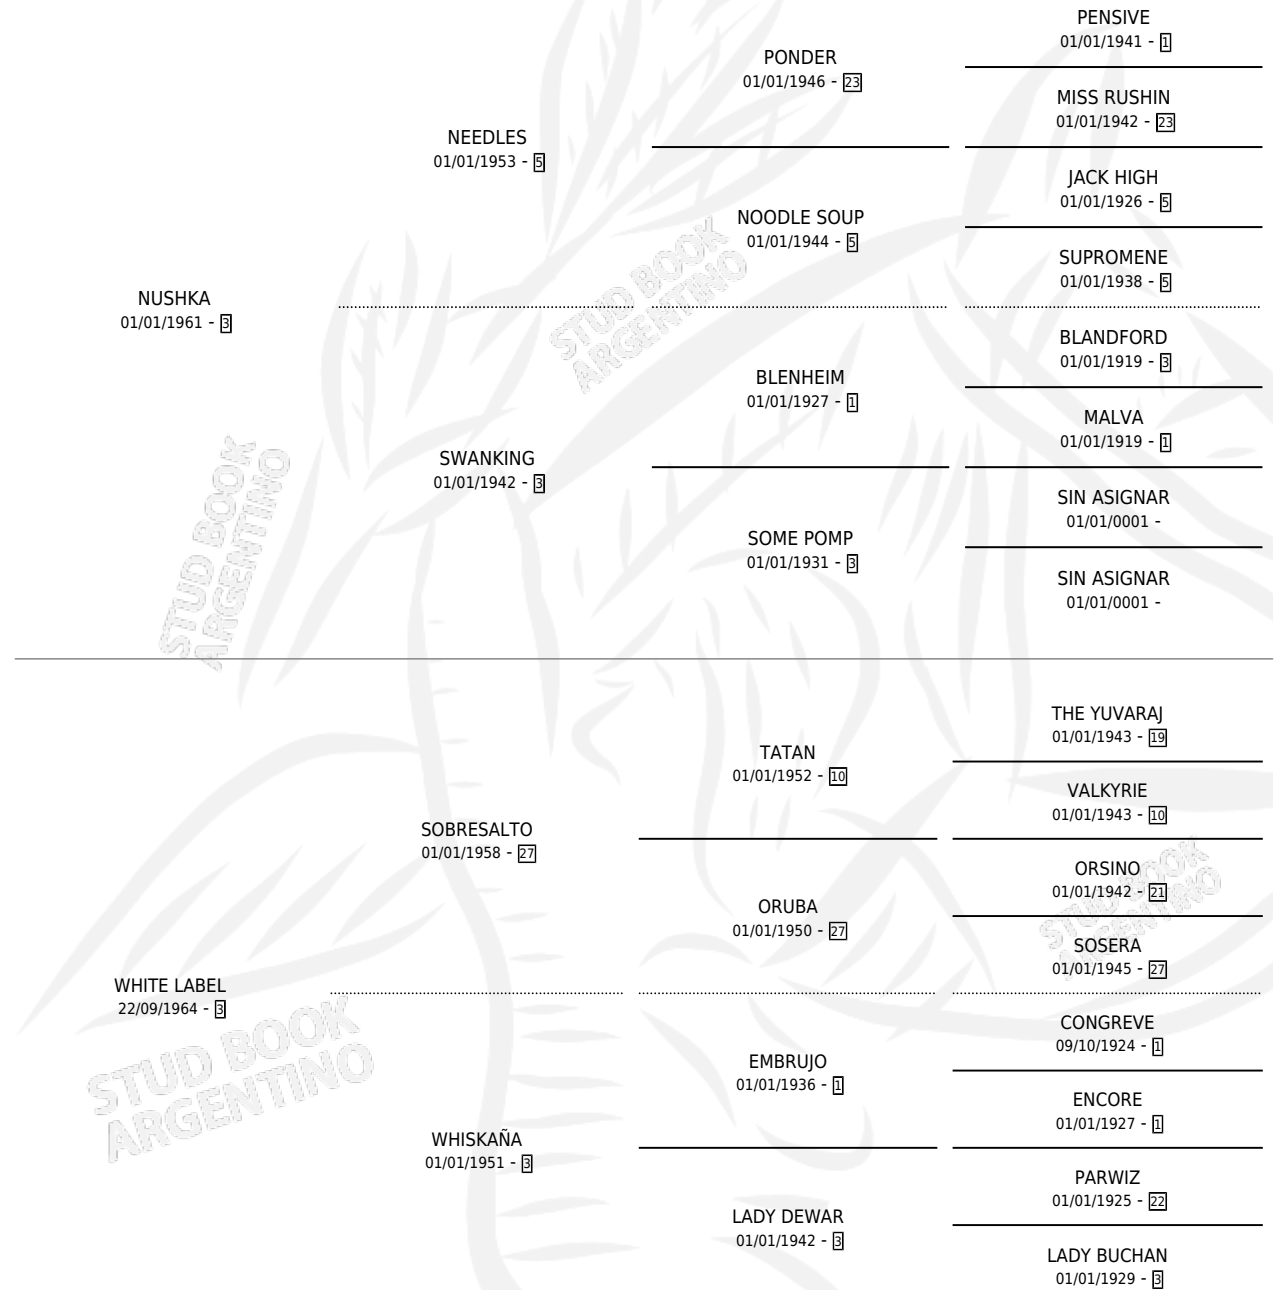 PENSIVE
01/01/1941 - 1
PONDER
01/01/1946 - 23
MISS RUSHIN
01/01/1942 - 23
NEEDLES
01/01/1953 - 5
JACK HIGH
01/01/1926 - 5
NOODLE SOUP
01/01/1944 - 5
SUPROMENE
01/01/1938 - 5
NUSHKA
01/01/1961 - 3
BLANDFORD
01/01/1919 - 3
BLENHEIM
01/01/1927 - 1
MALVA
01/01/1919 - 1
SWANKING
01/01/1942 - 3
SIN ASIGNAR
01/01/0001 -
SOME POMP
01/01/1931 - 3
SIN ASIGNAR
01/01/0001 -
THE YUVARAJ
01/01/1943 - 19
TATAN
01/01/1952 - 10
VALKYRIE
01/01/1943 - 10
SOBRESALTO
01/01/1958 - 27
ORSINO
01/01/1942 - 21
ORUBA
01/01/1950 - 27
SOSERA
01/01/1945 - 27
WHITE LABEL
22/09/1964 - 3
CONGREVE
09/10/1924 - 1
EMBRUJO
01/01/1936 - 1
ENCORE
01/01/1927 - 1
WHISKAÑA
01/01/1951 - 3
PARWIZ
01/01/1925 - 22
LADY DEWAR
01/01/1942 - 3
LADY BUCHAN
01/01/1929 - 3
STUD BOOK
ARGENTINO
STUD BOOK
ARGENTINO
STUD BOOK
ARGENTINO
STUD BOOK
ARGENTINO